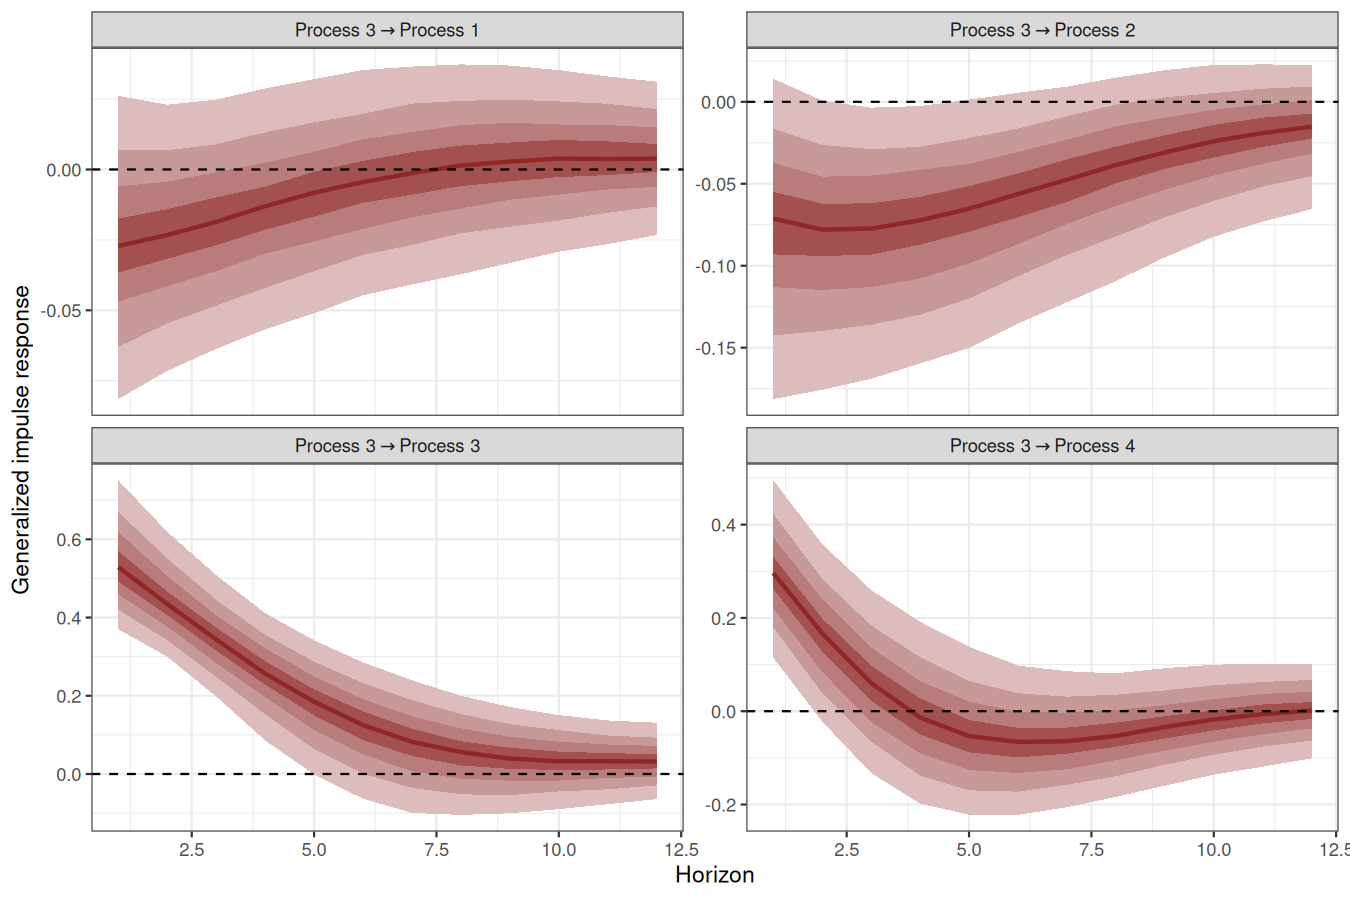 Process 3 → Process 1
Process 3 → Process 2
0.00
-0.05
0.00
-0.05
-0.10
-0.15
Generalized impulse response
Process 3 → Process 3
Process 3 → Process 4
0.6
0.4
0.2
0.0
0.4
0.2
0.0
-0.2
2.5 5.0 7.5 10.0 12.5
2.5 5.0 7.5 10.0 12.5
Horizon